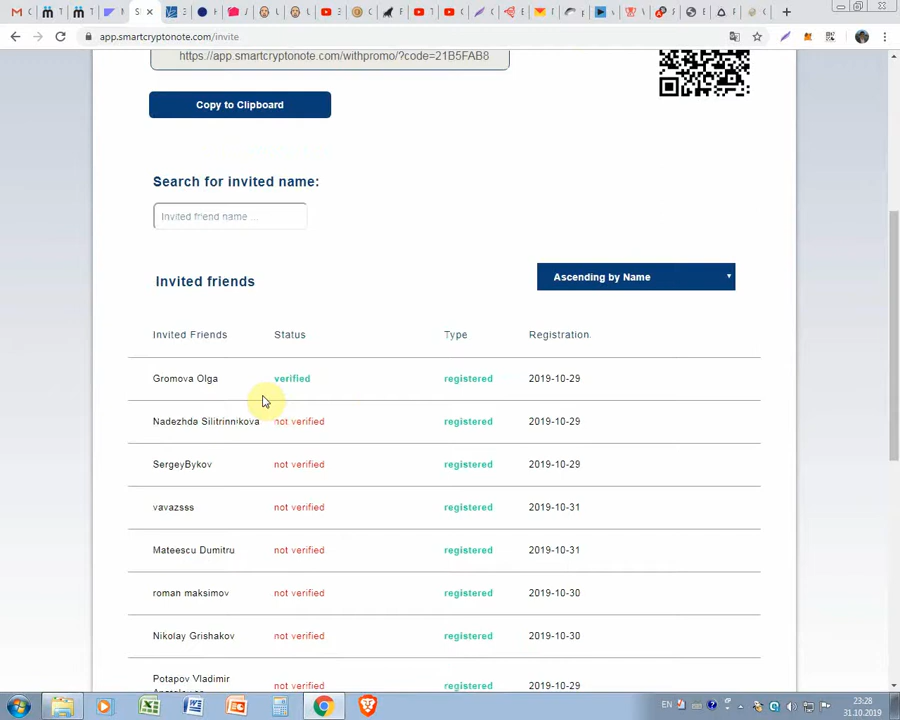 app.smartcryptonote.com/invite
https://app.smartcryptonote.com/withpromo/?code=21B5FAB8
Copy to Clipboard
Search for invited name:
Invited friend name ...
Invited friends
Ascending by Name
Invited Friends Status Type Registration
Gromova Olga verified registered 2019-10-29
Nadezhda Silitrinnikova not verified registered 2019-10-29
SergeyBykov not verified registered 2019-10-29
vavazsss not verified registered 2019-10-31
Mateescu Dumitru not verified registered 2019-10-31
roman maksimov not verified registered 2019-10-30
Nikolay Grishakov not verified registered 2019-10-30
Popatov Vladimir
not verified registered 2019-10-29
EN
23:28
31.10.2019